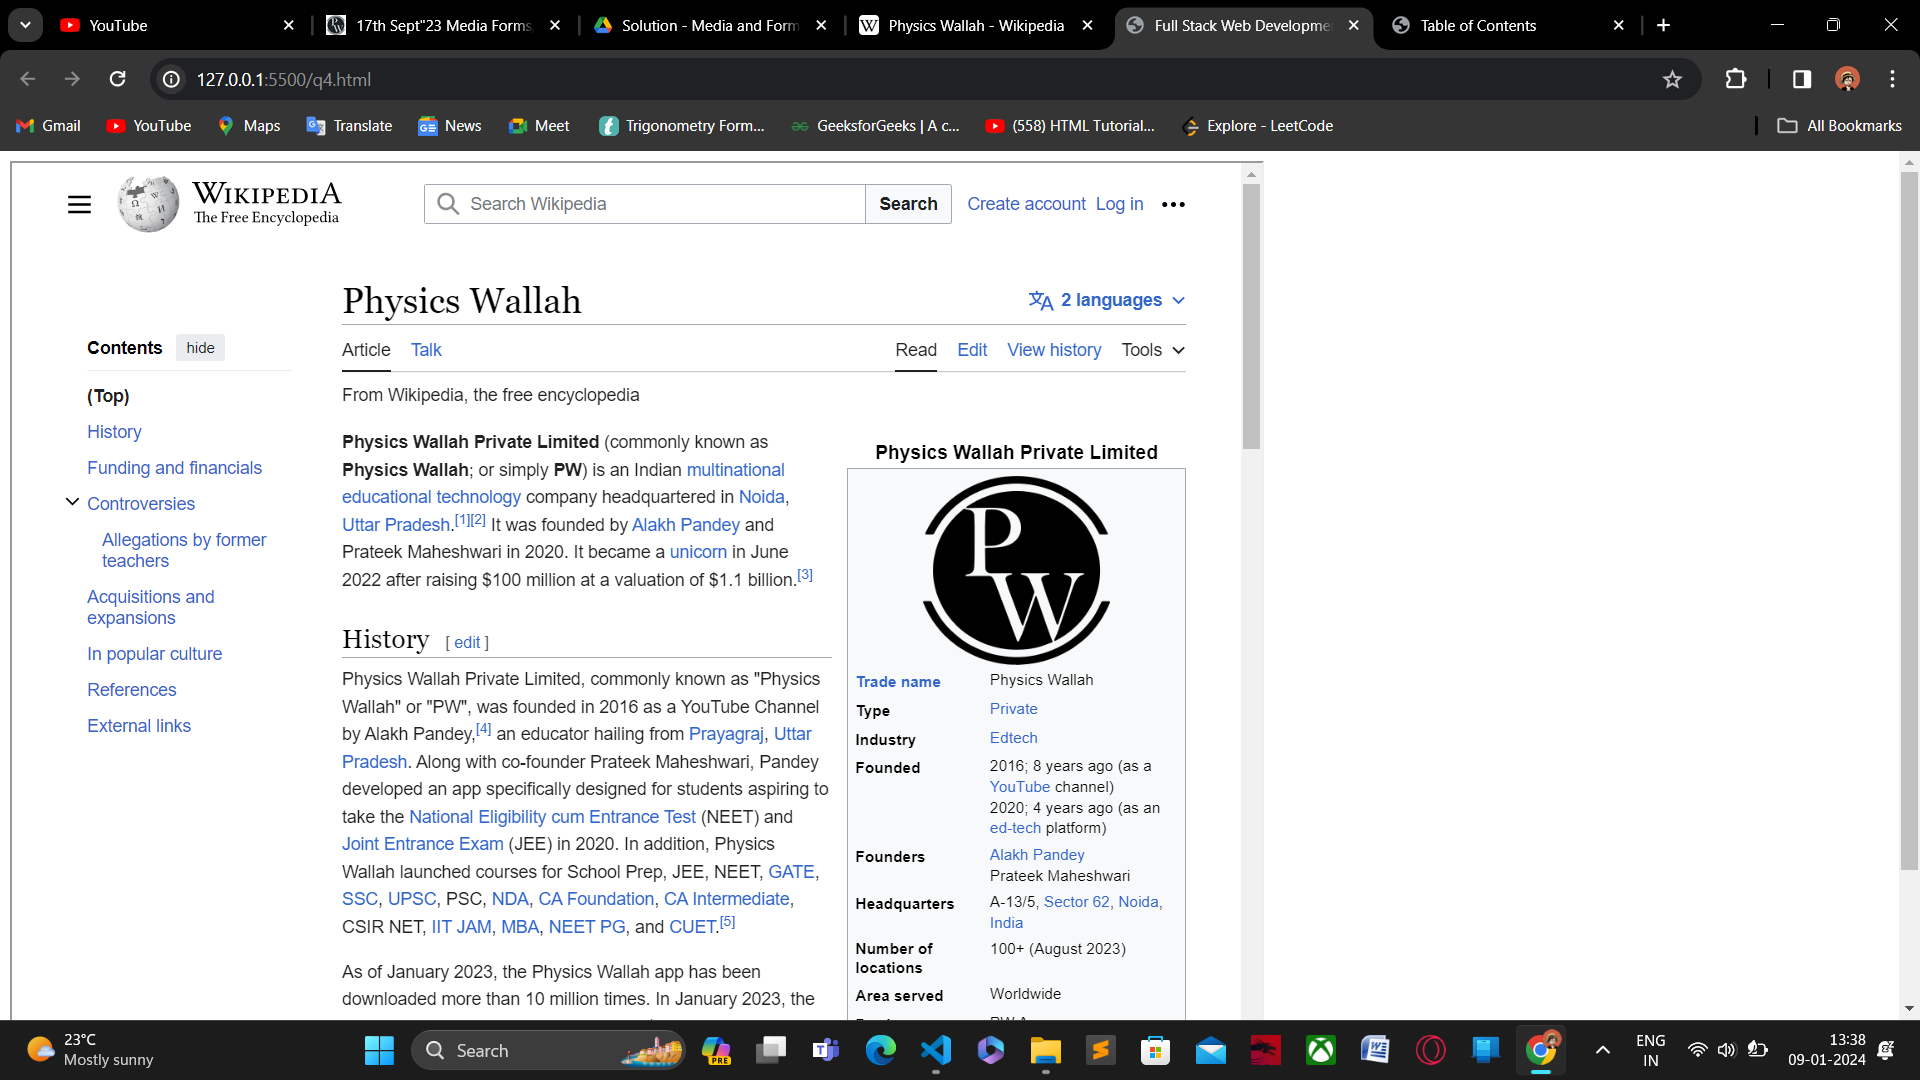 YouTube
17th Sept"23 Media Forms,
Solution - Media and Form
Physics Wallah - Wikipedia
Full Stack Web Developme
Table of Contents
127.0.0.1:5500/q4.html
Gmail
YouTube
Maps
Translate
News
Meet
Trigonometry Form...
GeeksforGeeks | A c...
(558) HTML Tutorial...
Explore - LeetCode
All Bookmarks
WIKIPEDIA
The Free Encyclopedia
Search Wikipedia
Search
Create account Log in
Physics Wallah
2 languages
Contents hide
(Top)
History
Funding and financials
Controversies
Allegations by former
teachers
Acquisitions and
expansions
In popular culture
References
External links
Article Talk
Read Edit View history Tools
From Wikipedia, the free encyclopedia
Physics Wallah Private Limited (commonly known as
Physics Wallah; or simply PW) is an Indian multinational
educational technology company headquartered in Noida,
Uttar Pradesh.[1][2] It was founded by Alakh Pandey and
Prateek Maheshwari in 2020. It became a unicorn in June
2022 after raising $100 million at a valuation of $1.1 billion.[3]
History [ edit ]
Physics Wallah Private Limited, commonly known as "Physics
Wallah" or "PW", was founded in 2016 as a YouTube Channel
by Alakh Pandey,[4] an educator hailing from Prayagraj, Uttar
Pradesh. Along with co-founder Prateek Maheshwari, Pandey
developed an app specifically designed for students aspiring to
take the National Eligibility cum Entrance Test (NEET) and
Joint Entrance Exam (JEE) in 2020. In addition, Physics
Wallah launched courses for School Prep, JEE, NEET, GATE,
SSC, UPSC, PSC, NDA, CA Foundation, CA Intermediate,
CSIR NET, IIT JAM, MBA, NEET PG, and CUET.[5]
As of January 2023, the Physics Wallah app has been
downloaded more than 10 million times. In January 2023, the
Physics Wallah Private Limited
P
W
Trade name Physics Wallah
Type Private
Industry Edtech
Founded 2016; 8 years ago (as a
YouTube channel)
2020; 4 years ago (as an
ed-tech platform)
Founders Alakh Pandey
Prateek Maheshwari
Headquarters A-13/5, Sector 62, Noida,
India
Number of 100+ (August 2023)
locations
Area served Worldwide
23°C
Mostly sunny
Search
PRE
ENG
IN
13:38
09-01-2024